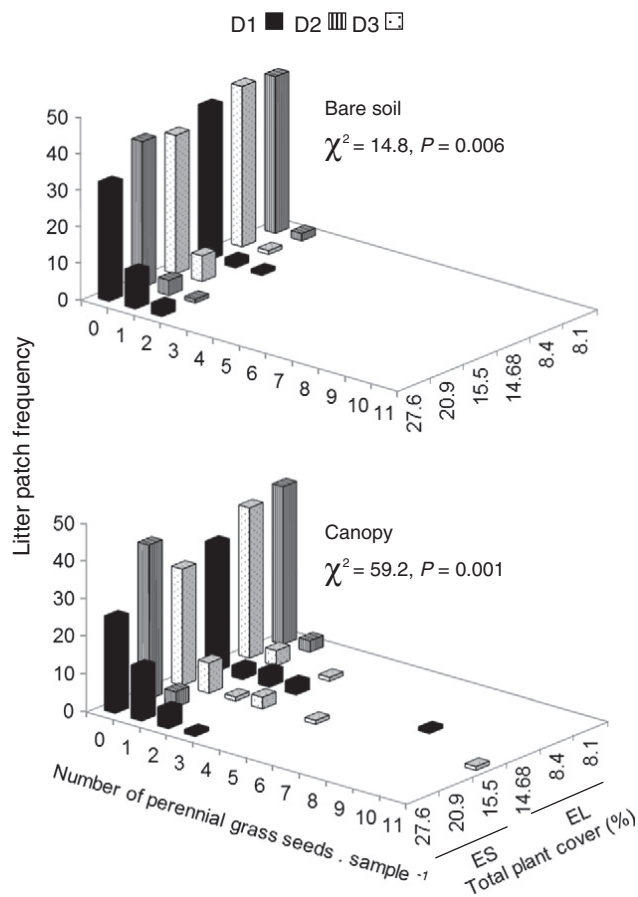 D1 D2 D3
Bare soil
χ² = 14.8, P = 0.006
50
40
30
20
10
0
0 1 2 3 4 5 6 7 8 9 10 11
27.6 20.9 15.5 14.68 8.4 8.1
Litter patch frequency
Canopy
χ² = 59.2, P = 0.001
50
40
30
20
10
0
0 1 2 3 4 5 6 7 8 9 10 11
27.6 20.9 15.5 14.68 8.4 8.1
ES EL
Number of perennial grass seeds . sample -1
Total plant cover (%)